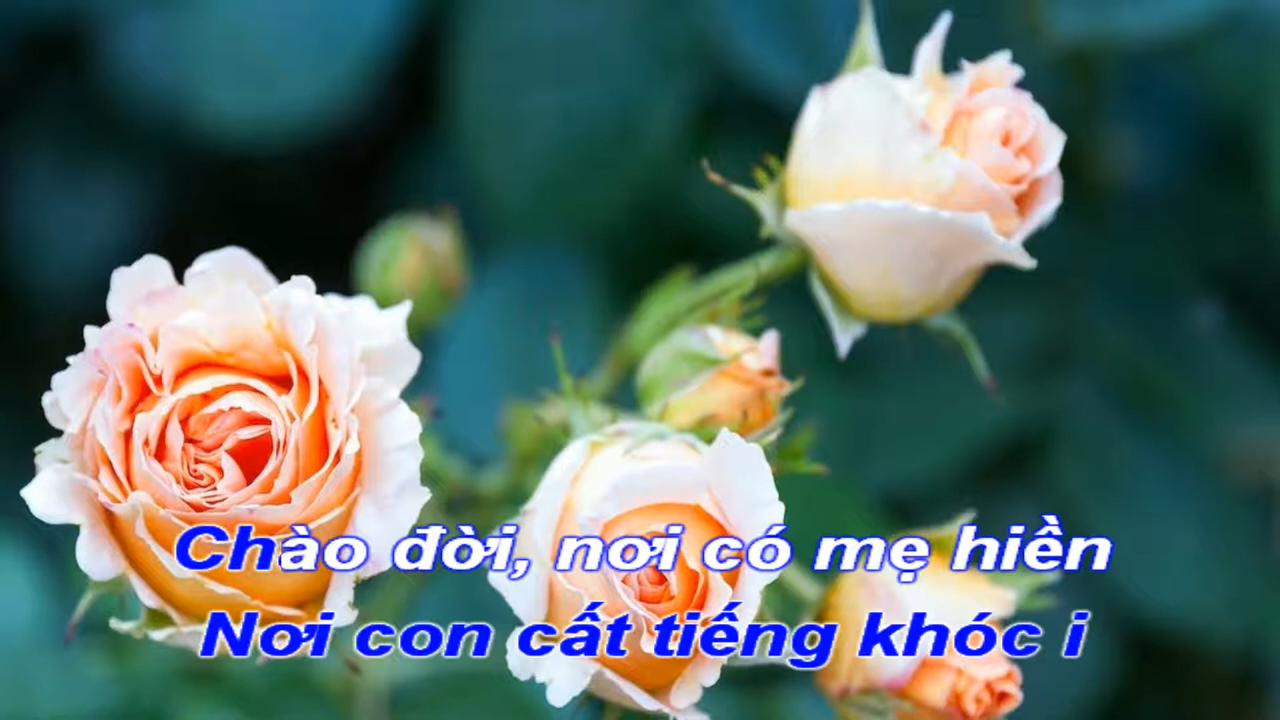 Chào đời, nơi có mẹ hiền
Nơi con cất tiếng khóc i